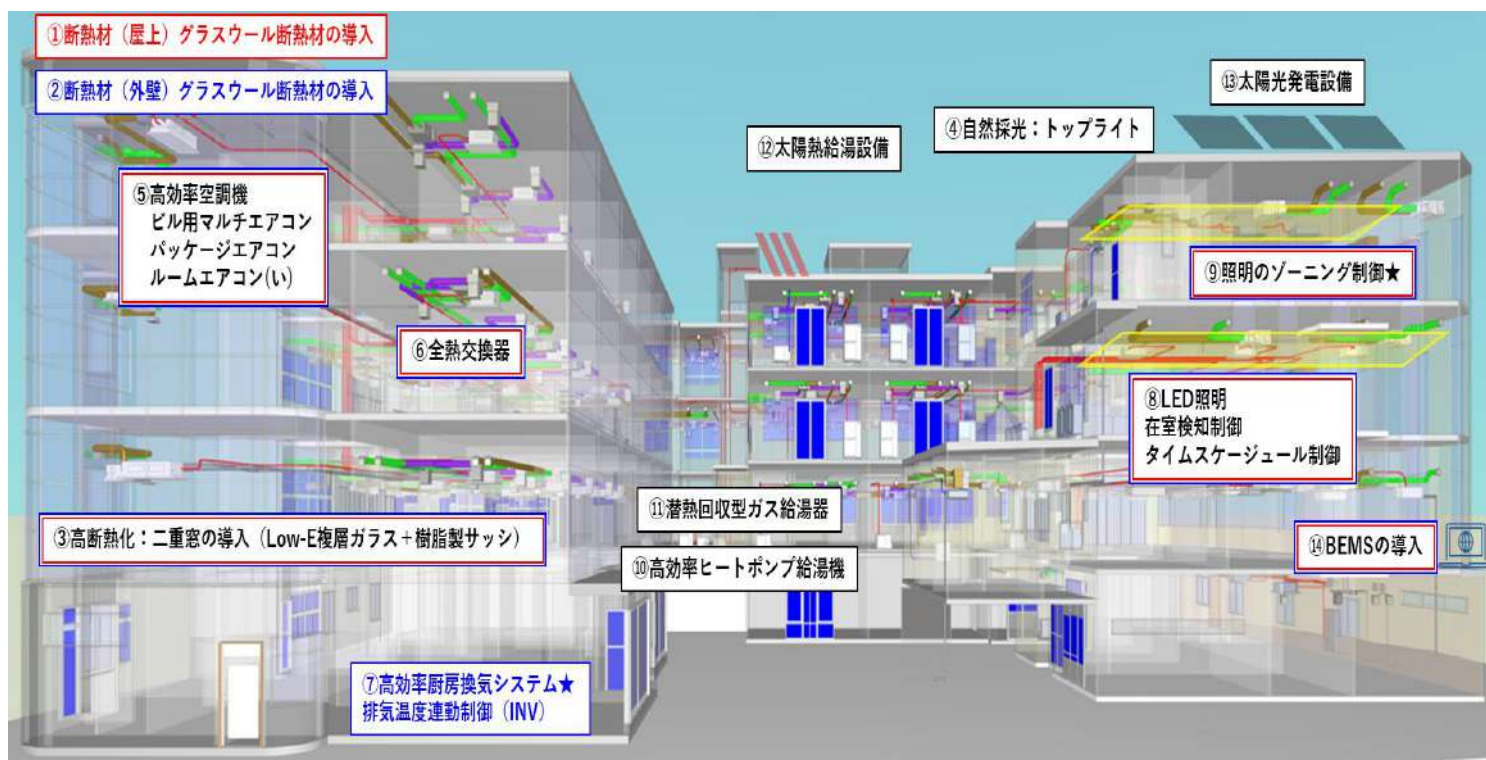 ①断熱材（屋上）グラスウール断熱材の導入
②断熱材（外壁）グラスウール断熱材の導入
⑬太陽光発電設備
④自然採光：トップライト
⑫太陽熱給湯設備
⑤高効率空調機
ビル用マルチエアコン
パッケージエアコン
ルームエアコン(い)
⑨照明のゾーニング制御★
⑥全熱交換器
⑧LED照明
在室検知制御
タイムスケージュール制御
⑪潜熱回収型ガス給湯器
③高断熱化：二重窓の導入（Low-E複層ガラス＋樹脂製サッシ）
⑭BEMSの導入
⑩高効率ヒートポンプ給湯機
⑦高効率厨房換気システム★
排気温度連動制御（INV）